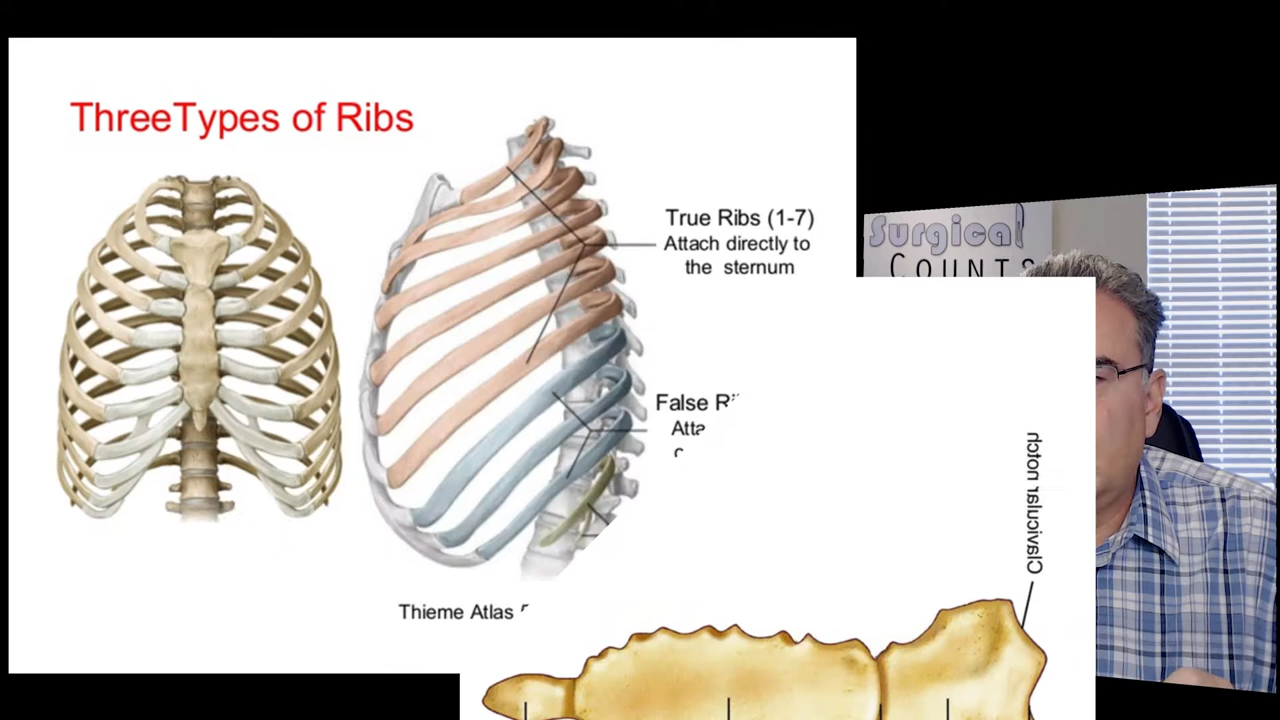 ThreeTypes of Ribs
True Ribs (1-7)
Attach directly to
the sternum
False
Thieme Atlas
Surgical
COUNTS
Clavicular notch